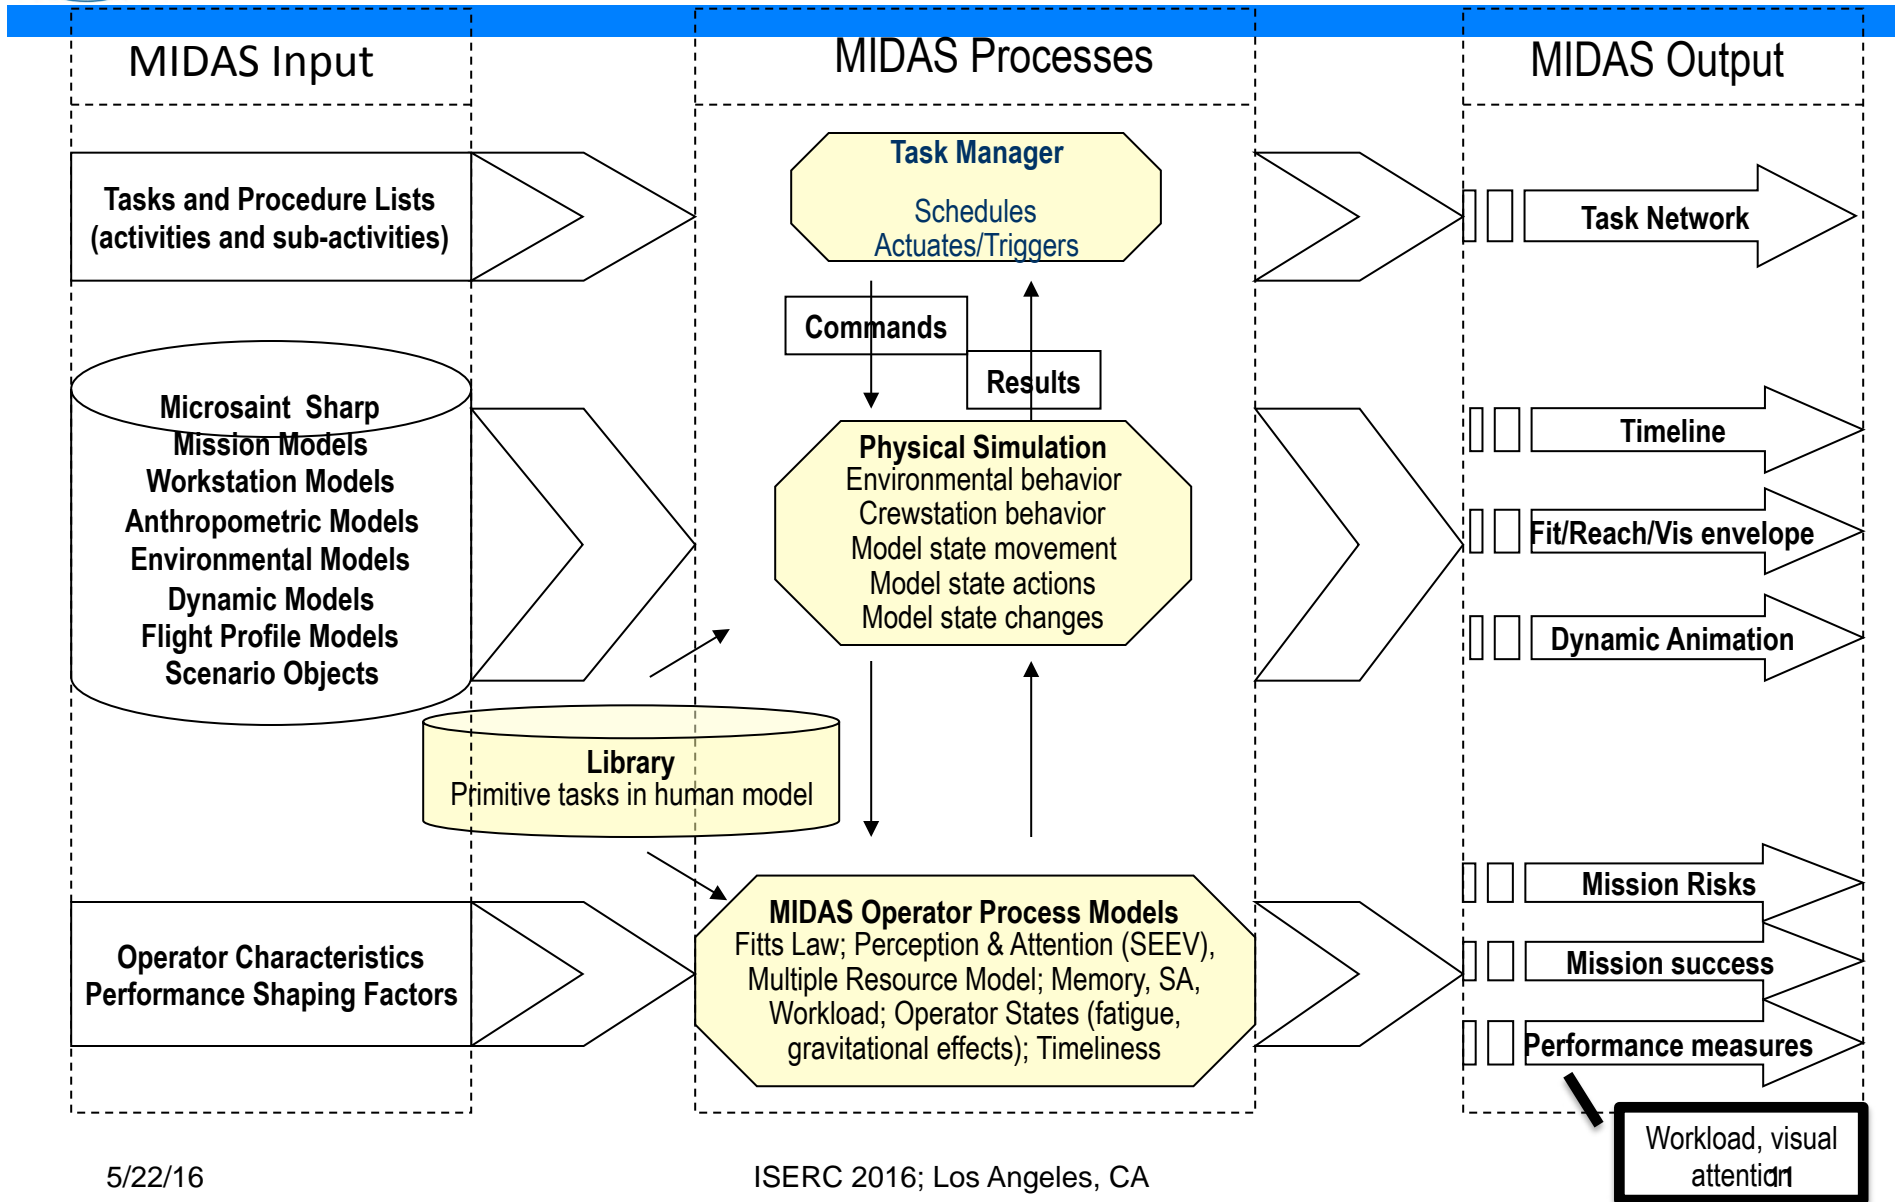 MIDAS Input
MIDAS Processes
MIDAS Output
Tasks and Procedure Lists
(activities and sub-activities)
Task Manager
Schedules
Actuates/Triggers
Task Network
Commands
Results
Microsaint Sharp
Mission Models
Workstation Models
Anthropometric Models
Environmental Models
Dynamic Models
Flight Profile Models
Scenario Objects
Physical Simulation
Environmental behavior
Crewstation behavior
Model state movement
Model state actions
Model state changes
Timeline
Fit/Reach/Vis envelope
Dynamic Animation
Library
Primitive tasks in human model
Operator Characteristics
Performance Shaping Factors
MIDAS Operator Process Models
Fitts Law; Perception & Attention (SEEV),
Multiple Resource Model; Memory, SA,
Workload; Operator States (fatigue,
gravitational effects); Timeliness
Mission Risks
Mission success
Performance measures
Workload, visual
attention
5/22/16
ISERC 2016; Los Angeles, CA
11